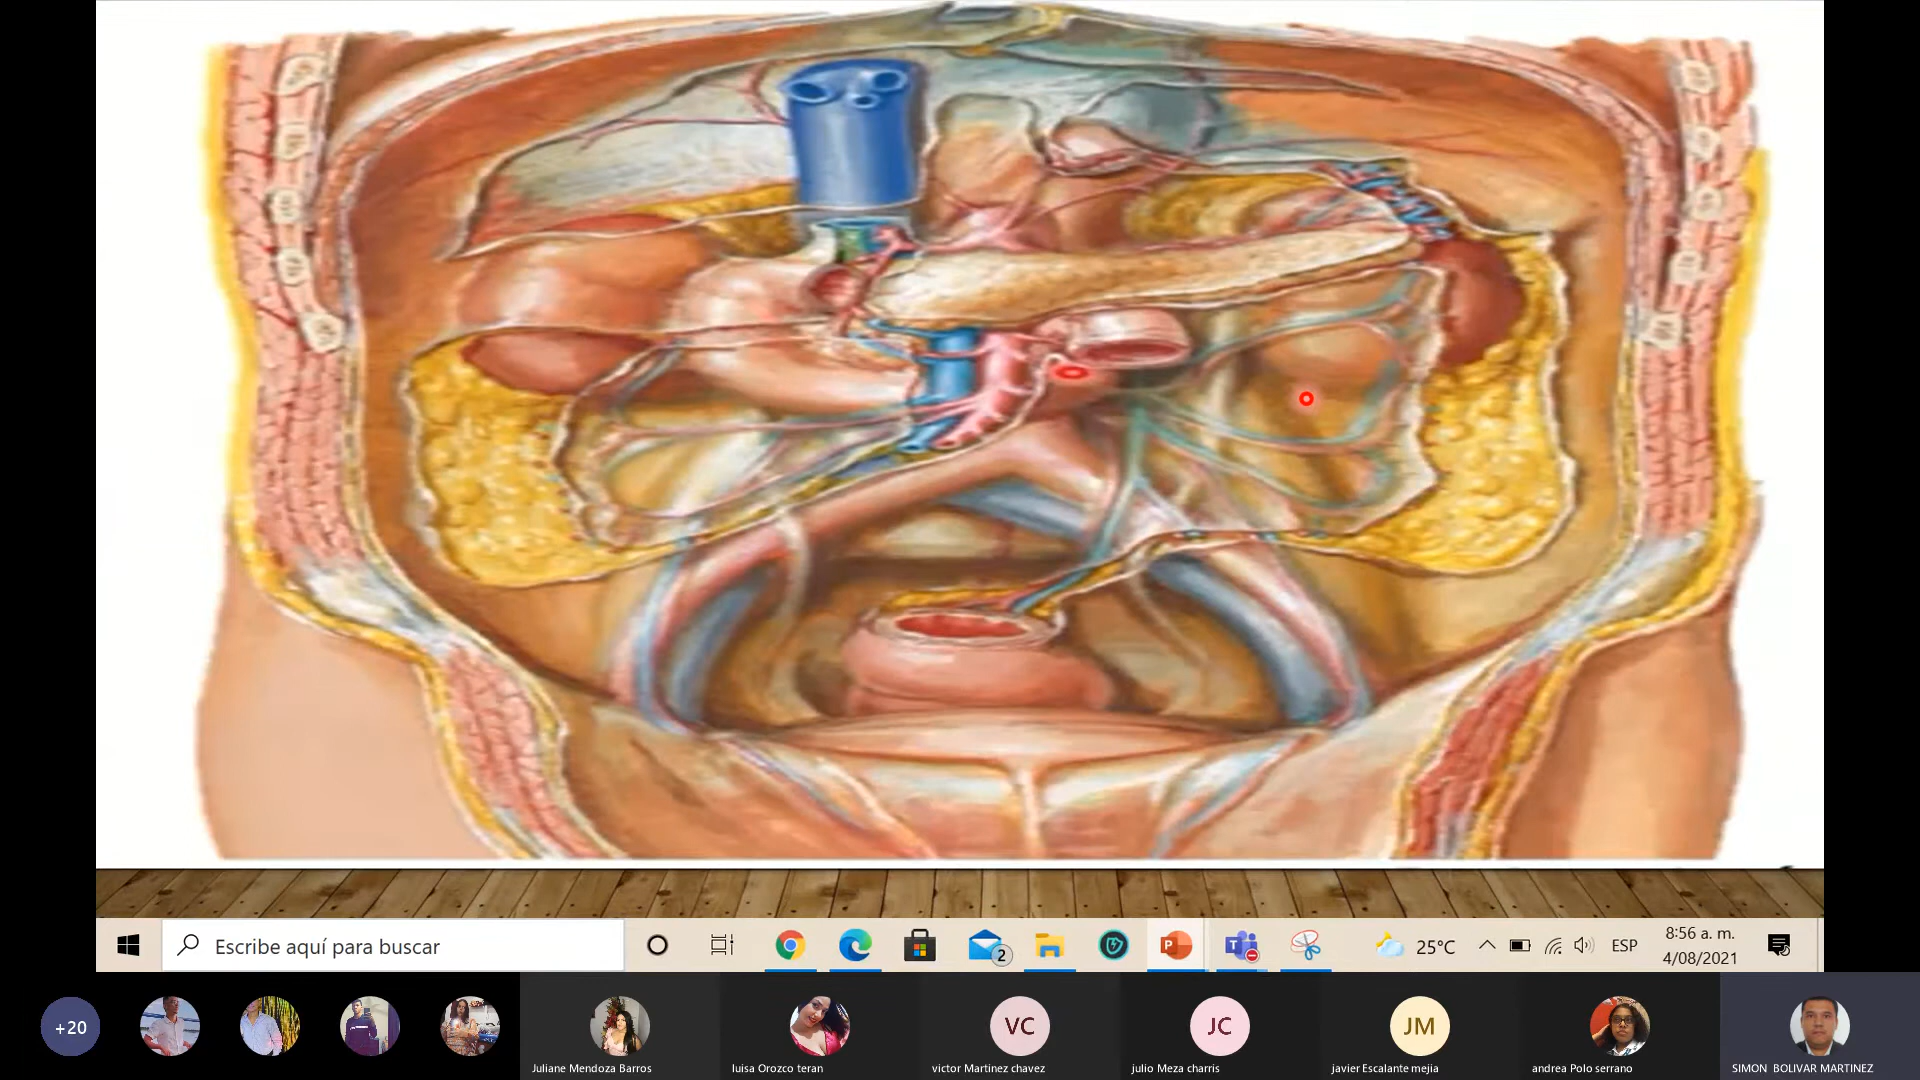 Escribe aquí para buscar
2
P
25°C
ESP
8:56 a. m.
4/08/2021
+20
VC
JC
JM
Juliane Mendoza Barros
luisa Orozco teran
victor Martinez chavez
julio Meza charris
javier Escalante mejia
andrea Polo serrano
SIMON BOLIVAR MARTINEZ